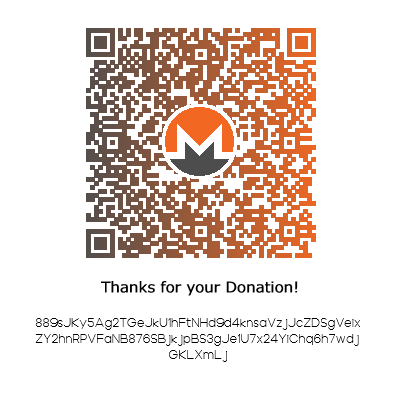 Thanks for your Donation!
889sJKy5Ag2TGeJkU1hFtNHd9d4knsaVzjJcZDSgVeix
ZY2hnRPVFaNB876SBjkjpBS3gJe1U7x24YiChq6h7wdj
GKLXmLj